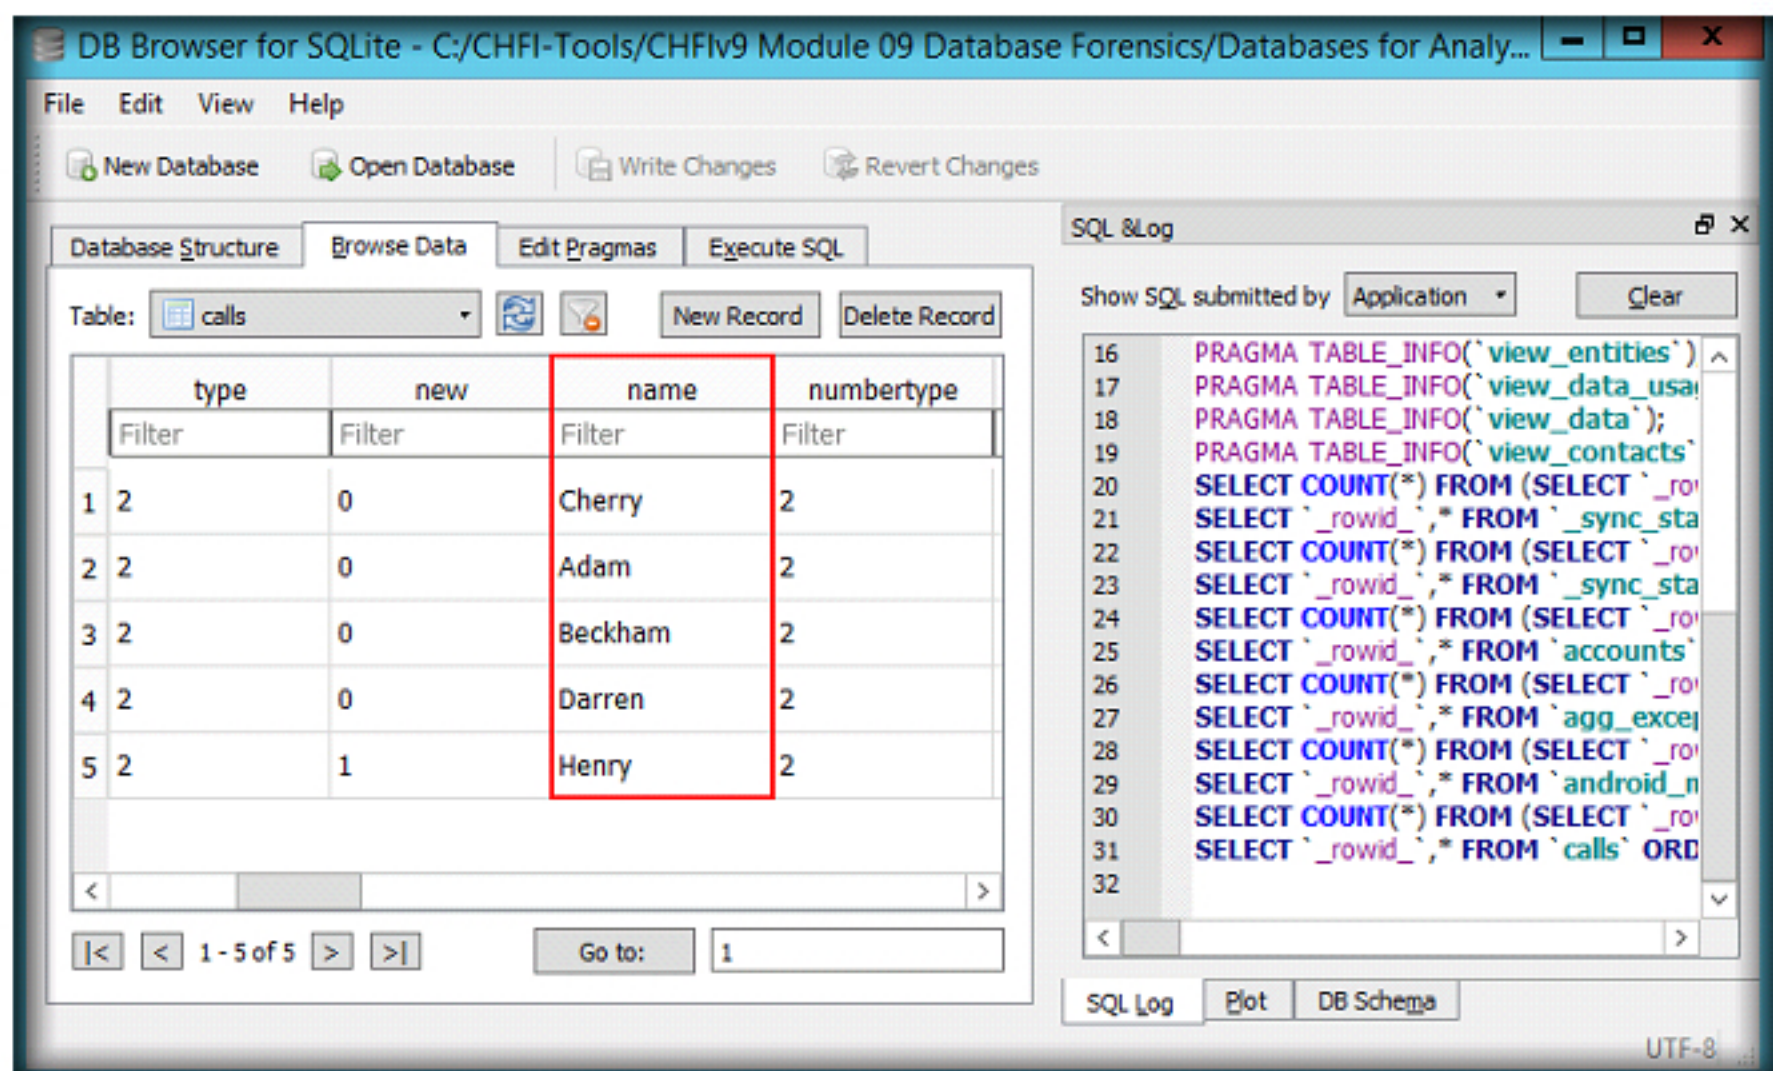 DB Browser for SQLite - C:/CHFI-Tools/CHFIv9 Module 09 Database Forensics/Databases for Analy...
File Edit View Help
New Database Open Database Write Changes Revert Changes
Database Structure Browse Data Edit Pragmas Execute SQL
Table: calls New Record Delete Record
type new name numbertype
Filter Filter Filter Filter
1 2 0 Cherry 2
2 2 0 Adam 2
3 2 0 Beckham 2
4 2 0 Darren 2
5 2 1 Henry 2
< >
|< < 1 - 5 of 5 > >| Go to: 1
SQL &Log
Show SQL submitted by Application Clear
16 PRAGMA TABLE_INFO(`view_entities`)
17 PRAGMA TABLE_INFO(`view_data_usa
18 PRAGMA TABLE_INFO(`view_data`);
19 PRAGMA TABLE_INFO(`view_contacts`
20 SELECT COUNT(*) FROM (SELECT `_ro
21 SELECT `_rowid_`,* FROM `_sync_sta
22 SELECT COUNT(*) FROM (SELECT `_ro
23 SELECT `_rowid_`,* FROM `_sync_sta
24 SELECT COUNT(*) FROM (SELECT `_ro
25 SELECT `_rowid_`,* FROM `accounts`
26 SELECT COUNT(*) FROM (SELECT `_ro
27 SELECT `_rowid_`,* FROM `agg_excep
28 SELECT COUNT(*) FROM (SELECT `_ro
29 SELECT `_rowid_`,* FROM `android_m
30 SELECT COUNT(*) FROM (SELECT `_ro
31 SELECT `_rowid_`,* FROM `calls` ORD
32
< >
SQL Log Plot DB Schema
UTF-8